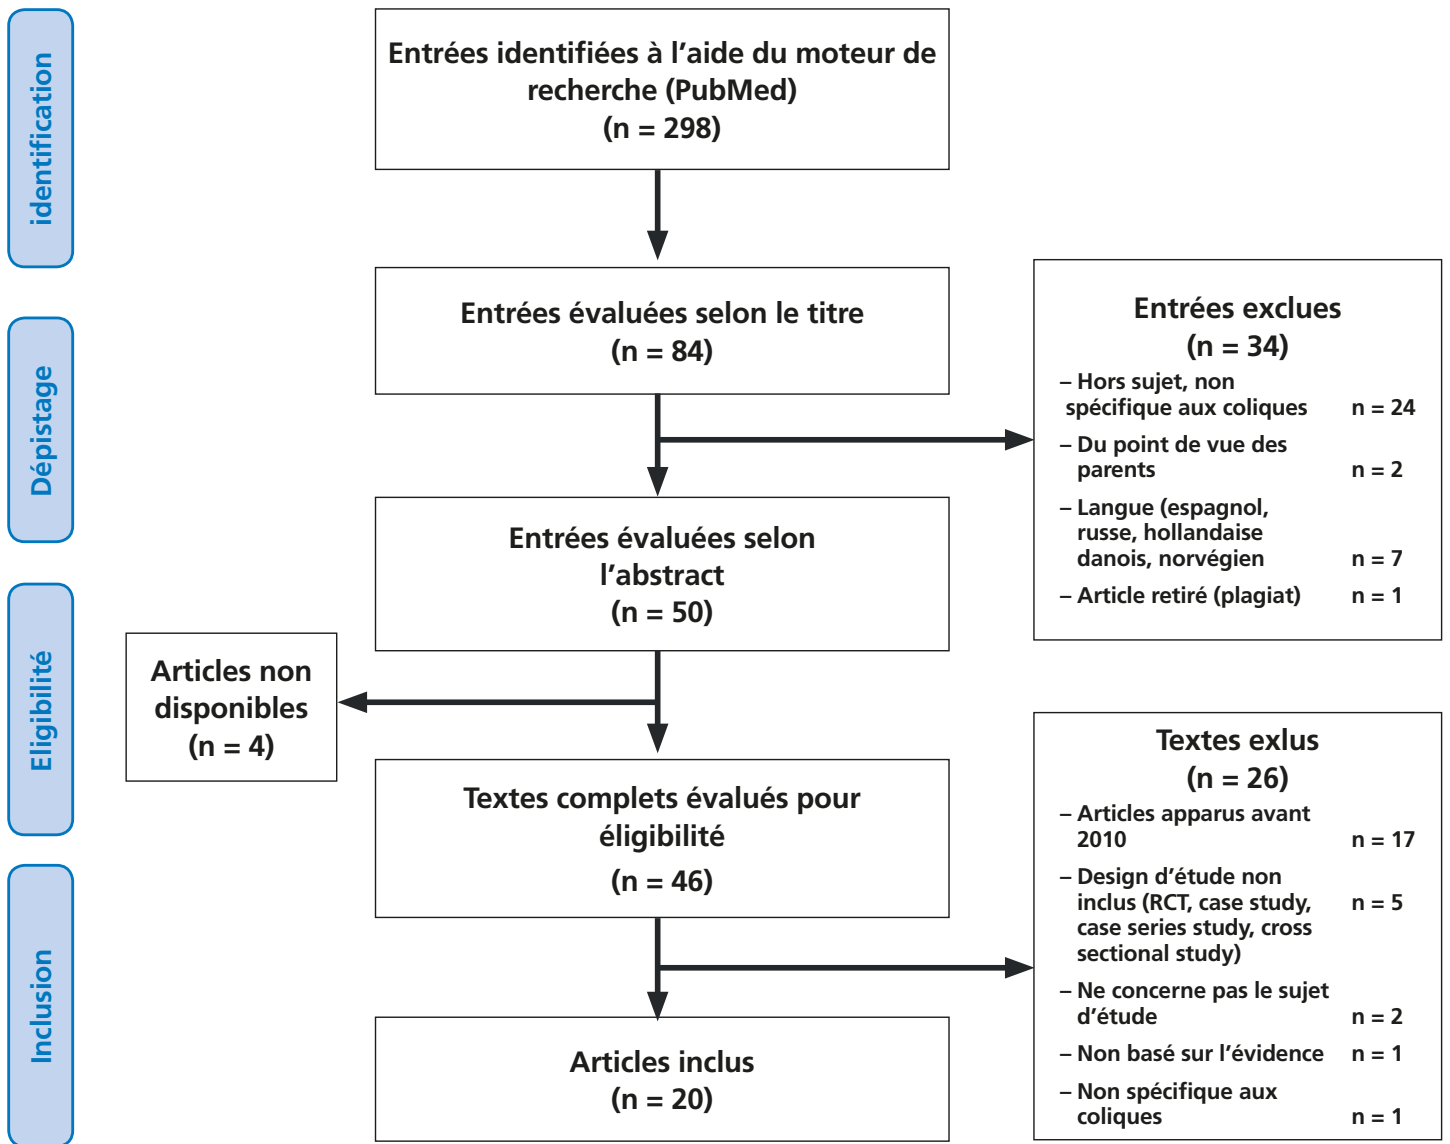 identification
Entrées identifiées à l’aide du moteur de
recherche (PubMed)
(n = 298)
Dépistage
Entrées évaluées selon le titre
(n = 84)
Entrées exclues
(n = 34)
– Hors sujet, non
spécifique aux coliques n = 24
– Du point de vue des
parents n = 2
– Langue (espagnol,
russe, hollandaise
danois, norvégien n = 7
– Article retiré (plagiat) n = 1
Entrées évaluées selon
l’abstract
(n = 50)
Eligibilité
Articles non
disponibles
(n = 4)
Textes complets évalués pour
éligibilité
(n = 46)
Textes exlus
(n = 26)
– Articles apparus avant
2010 n = 17
– Design d’étude non
inclus (RCT, case study, n = 5
case series study, cross
sectional study)
– Ne concerne pas le sujet
d’étude n = 2
– Non basé sur l’évidence n = 1
– Non spécifique aux
coliques n = 1
Inclusion
Articles inclus
(n = 20)